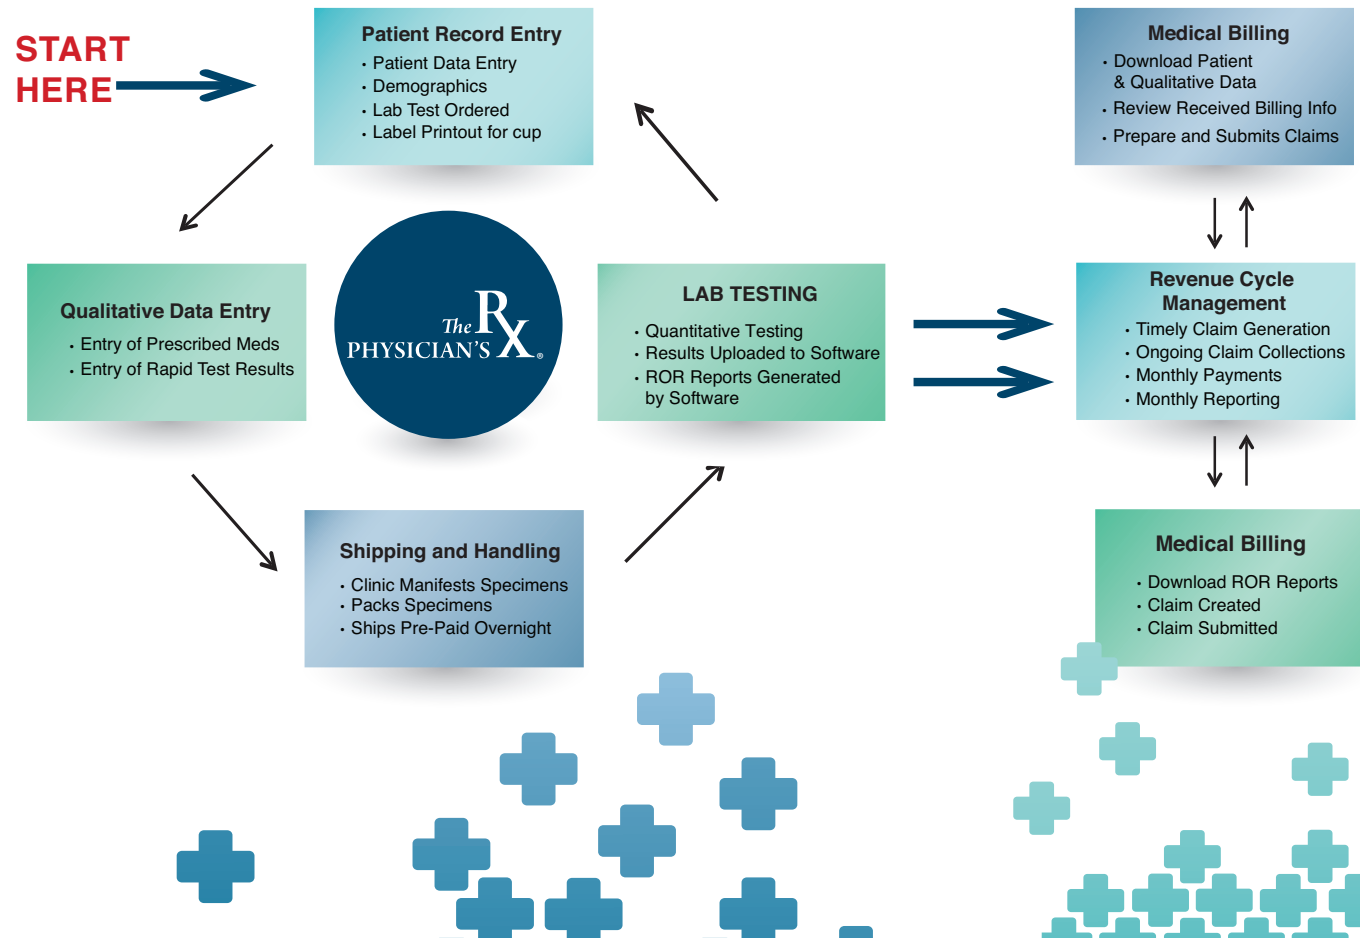 START
HERE
Patient Record Entry
· Patient Data Entry
· Demographics
· Lab Test Ordered
· Label Printout for cup
Qualitative Data Entry
· Entry of Prescribed Meds
· Entry of Rapid Test Results
The
PHYSICIAN'S Rx®
LAB TESTING
· Quantitative Testing
· Results Uploaded to Software
· ROR Reports Generated
by Software
Shipping and Handling
· Clinic Manifests Specimens
· Packs Specimens
· Ships Pre-Paid Overnight
Medical Billing
· Download Patient
& Qualitative Data
· Review Received Billing Info
· Prepare and Submits Claims
Revenue Cycle
Management
· Timely Claim Generation
· Ongoing Claim Collections
· Monthly Payments
· Monthly Reporting
Medical Billing
· Download ROR Reports
· Claim Created
· Claim Submitted